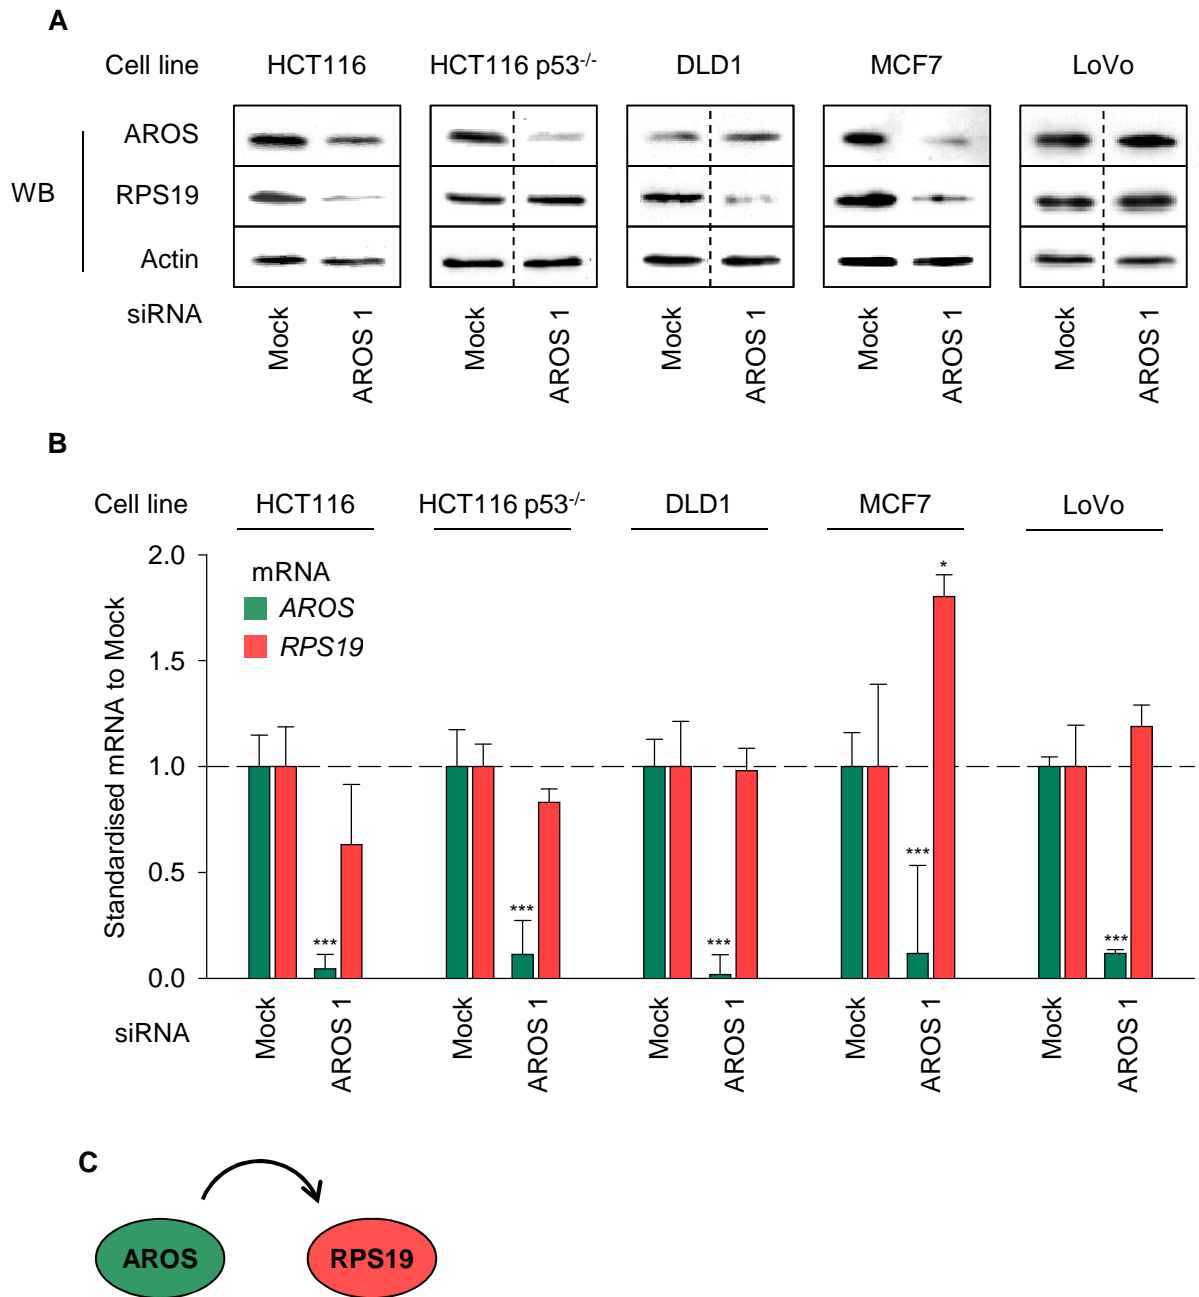 A
Cell line HCT116 HCT116 p53-/- DLD1 MCF7 LoVo
AROS
WB RPS19
Actin
siRNA Mock AROS 1 Mock AROS 1 Mock AROS 1 Mock AROS 1 Mock AROS 1
B
Cell line HCT116 HCT116 p53-/- DLD1 MCF7 LoVo
Standardised mRNA to Mock
2.0
1.5
1.0
0.5
0.0
mRNA
AROS
RPS19
*** *** *** *** * ***
siRNA Mock AROS 1 Mock AROS 1 Mock AROS 1 Mock AROS 1 Mock AROS 1
C
AROS RPS19